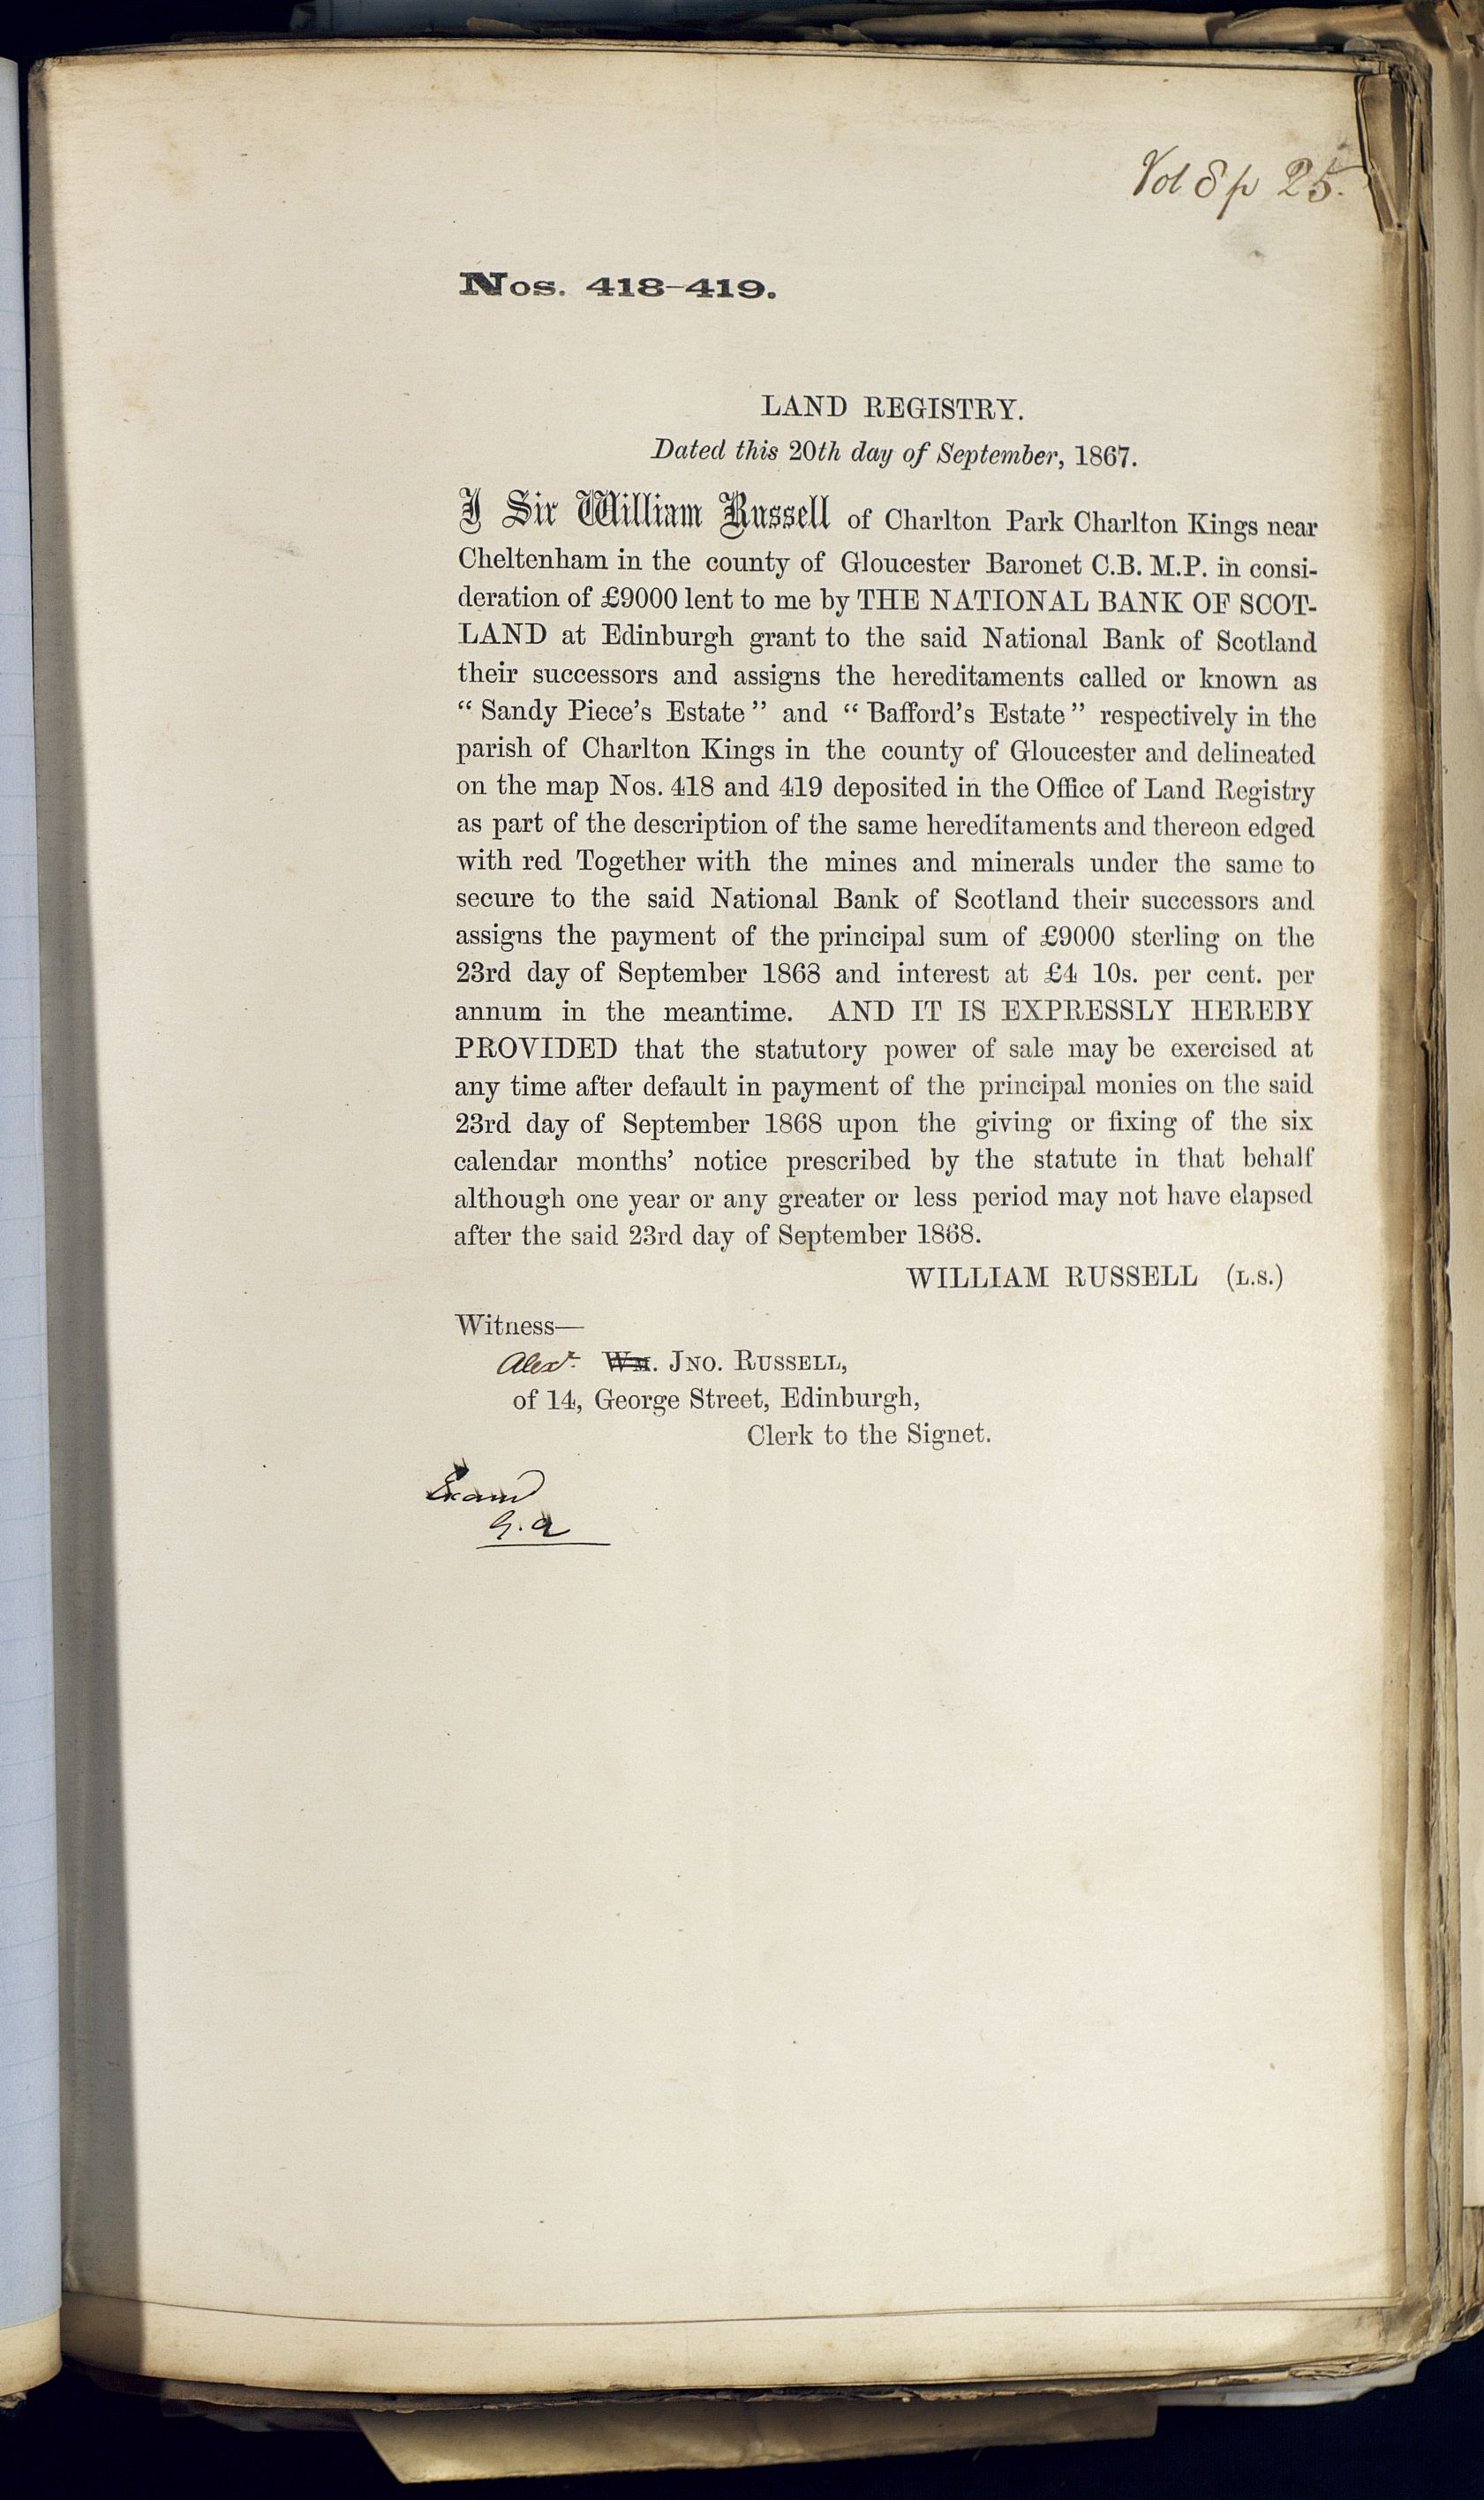 Vol 8 p 25.
Nos. 418-419.
LAND REGISTRY.
Dated this 20th day of September, 1867.
I Sir William Russell of Charlton Park Charlton Kings near
Cheltenham in the county of Gloucester Baronet C.B. M.P. in consi-
deration of £9000 lent to me by THE NATIONAL BANK OF SCOT-
LAND at Edinburgh grant to the said National Bank of Scotland
their successors and assigns the hereditaments called or known as
“ Sandy Piece’s Estate ” and “ Bafford’s Estate ” respectively in the
parish of Charlton Kings in the county of Gloucester and delineated
on the map Nos. 418 and 419 deposited in the Office of Land Registry
as part of the description of the same hereditaments and thereon edged
with red Together with the mines and minerals under the same to
secure to the said National Bank of Scotland their successors and
assigns the payment of the principal sum of £9000 sterling on the
23rd day of September 1868 and interest at £4 10s. per cent. per
annum in the meantime. AND IT IS EXPRESSLY HEREBY
PROVIDED that the statutory power of sale may be exercised at
any time after default in payment of the principal monies on the said
23rd day of September 1868 upon the giving or fixing of the six
calendar months’ notice prescribed by the statute in that behalf
although one year or any greater or less period may not have elapsed
after the said 23rd day of September 1868.
WILLIAM RUSSELL (L.S.)
Witness—
Alexr. Wm. Jno. Russell,
of 14, George Street, Edinburgh,
Clerk to the Signet.
Examd
G.a